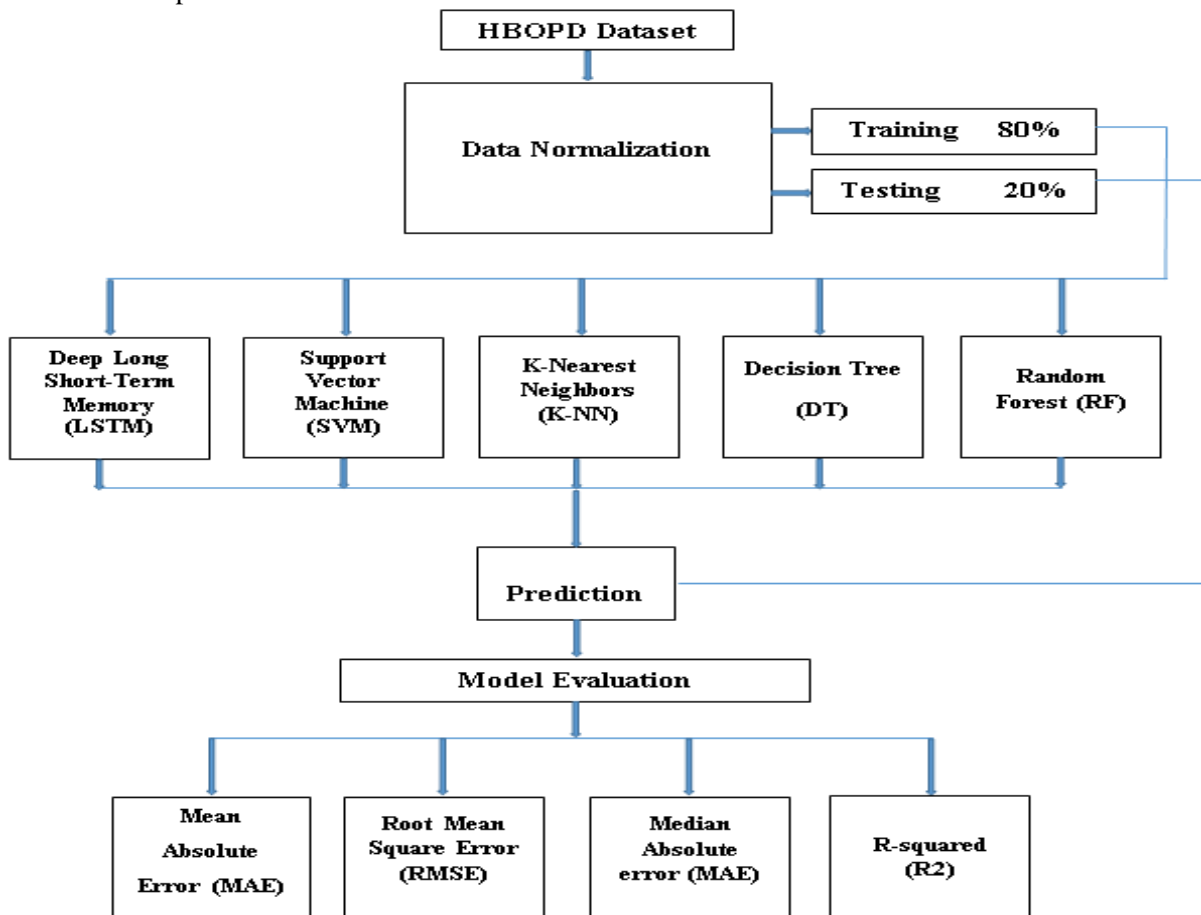 HBOPD Dataset
Data Normalization
Training 80%
Testing 20%
Deep Long
Short-Term
Memory
(LSTM)
Support
Vector
Machine
(SVM)
K-Nearest
Neighbors
(K-NN)
Decision Tree
(DT)
Random
Forest (RF)
Prediction
Model Evaluation
Mean
Absolute
Error (MAE)
Root Mean
Square Error
(RMSE)
Median
Absolute
error (MAE)
R-squared
(R2)